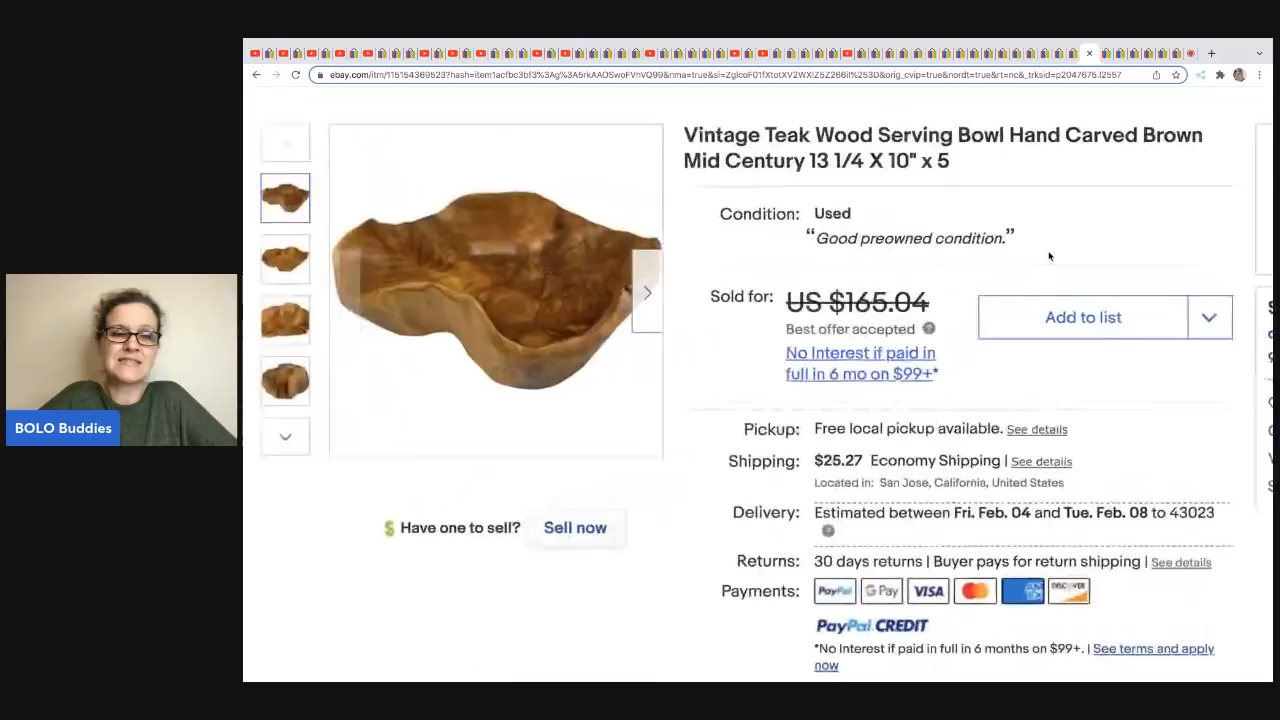 ebay.com/itm/115154369523?hash=item1acfbc3bf3%3Ag%3A5rkAAOSwoFVhVQ99&nma=true&si=ZglcoF01fXtotXV2WXIZ5Z266iI%253D&orig_cvip=true&nordt=true&rt=nc&_trksid=p2047675.l2557
Vintage Teak Wood Serving Bowl Hand Carved Brown
Mid Century 13 1/4 X 10" x 5
Condition: Used
“Good preowned condition.”
Sold for: US $165.04
Add to list
Best offer accepted
No Interest if paid in
full in 6 mo on $99+*
BOLO Buddies
Pickup: Free local pickup available. See details
Shipping: $25.27 Economy Shipping | See details
Located in: San Jose, California, United States
Delivery: Estimated between Fri. Feb. 04 and Tue. Feb. 08 to 43023
Have one to sell? Sell now
Returns: 30 days returns | Buyer pays for return shipping | See details
Payments: PayPal G Pay VISA DISCOVER
PayPal CREDIT
*No Interest if paid in full in 6 months on $99+. | See terms and apply
now